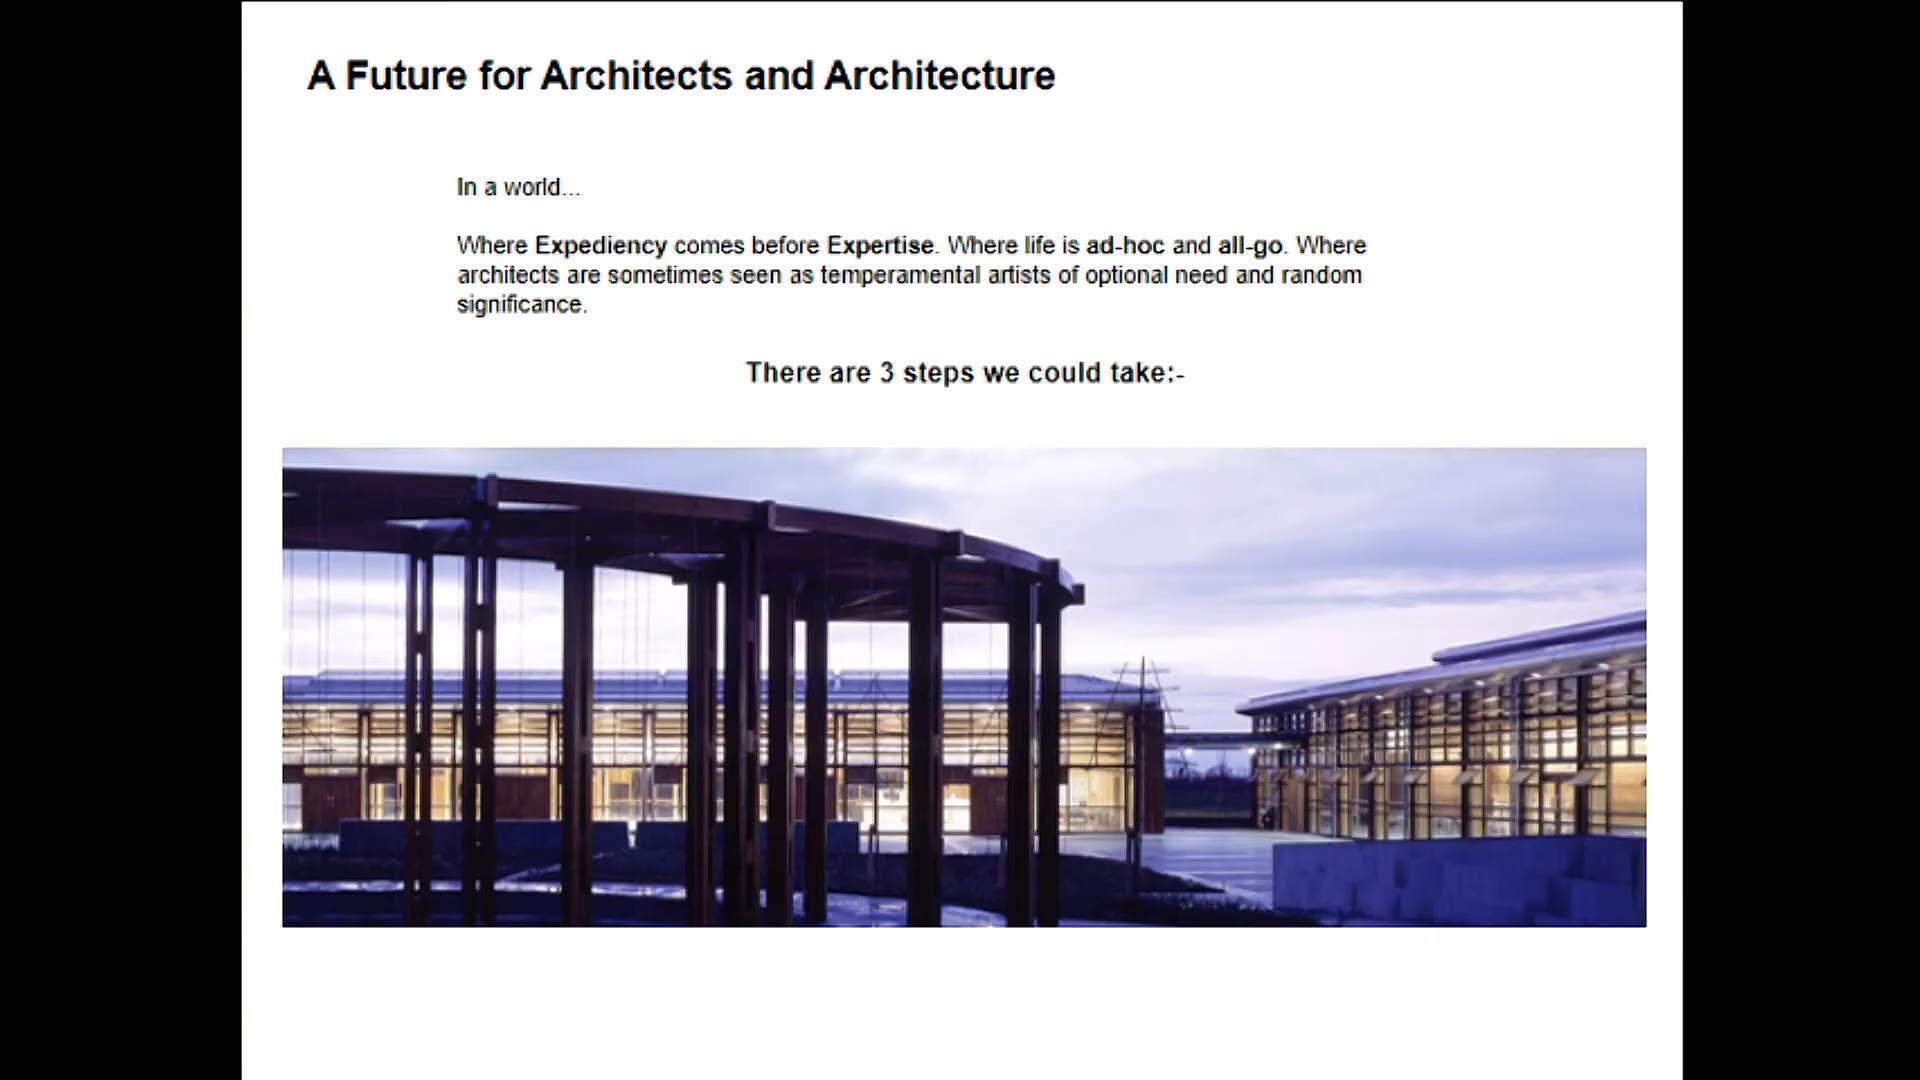 A Future for Architects and Architecture
In a world...
Where Expediency comes before Expertise. Where life is ad-hoc and all-go. Where
architects are sometimes seen as temperamental artists of optional need and random
significance.
There are 3 steps we could take:-